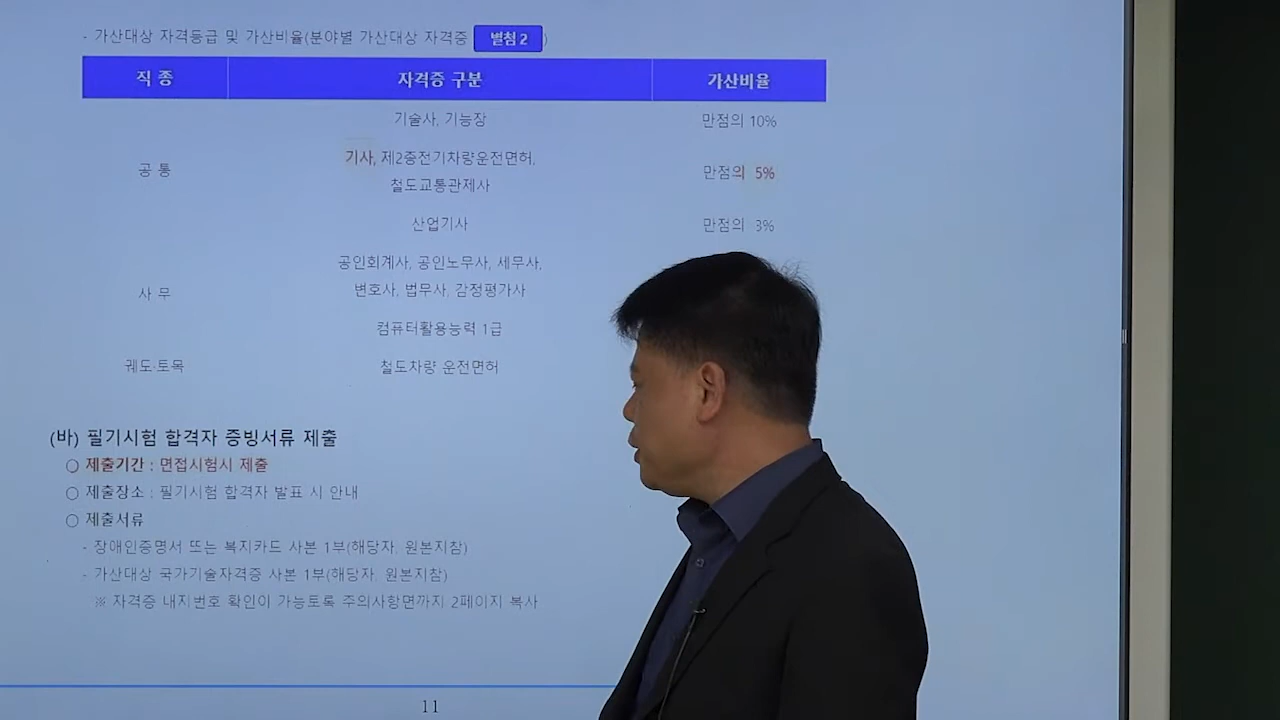 - 가산대상 자격등급 및 가산비율(분야별 가산대상 자격증 별첨 2)
직 종 자격증 구분 가산비율
기술사, 기능장 만점의 10%
공 통 기사, 제2종전기차량운전면허, 철도교통관제사 만점의 5%
산업기사 만점의 3%
사 무 공인회계사, 공인노무사, 세무사,
변호사, 법무사, 감정평가사
컴퓨터활용능력 1급
궤도·토목 철도차량 운전면허
(바) 필기시험 합격자 증빙서류 제출
○ 제출기간 : 면접시험시 제출
○ 제출장소 : 필기시험 합격자 발표 시 안내
○ 제출서류
- 장애인증명서 또는 복지카드 사본 1부(해당자, 원본지참)
- 가산대상 국가기술자격증 사본 1부(해당자, 원본지참)
※ 자격증 내지번호 확인이 가능토록 주의사항면까지 2페이지 복사
11